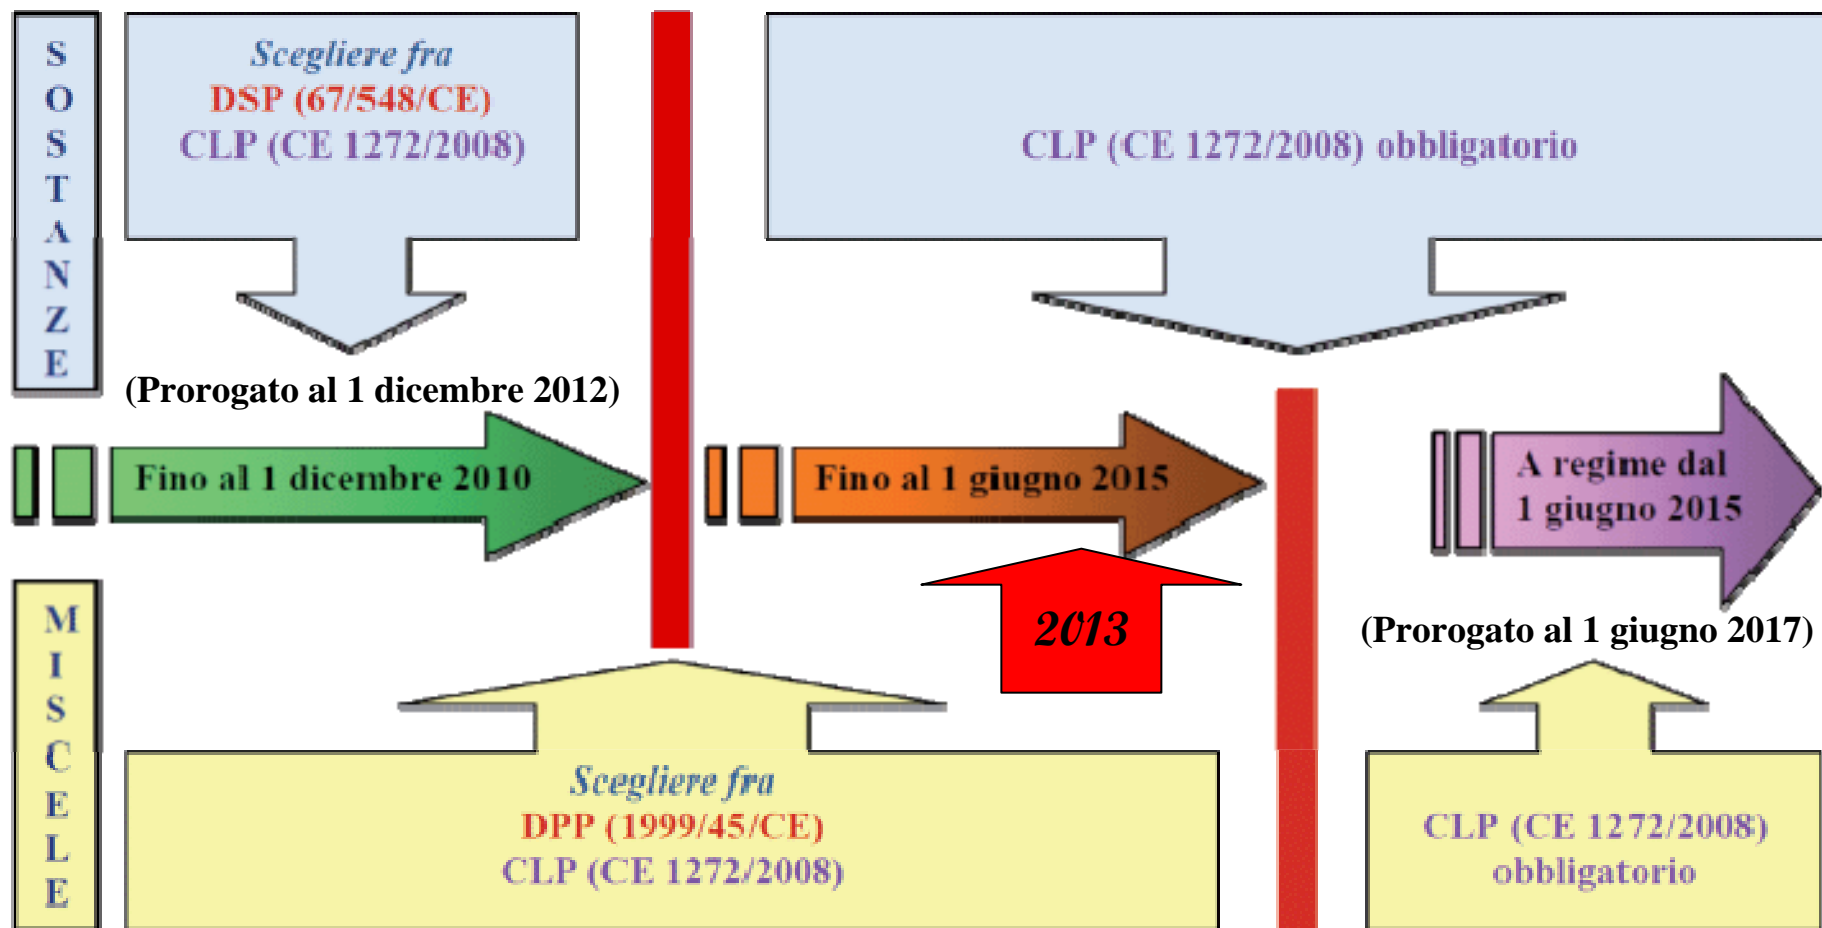 SOSTANZE
Scegliere fra
DSP (67/548/CE)
CLP (CE 1272/2008)
CLP (CE 1272/2008) obbligatorio
(Prorogato al 1 dicembre 2012)
Fino al 1 dicembre 2010
Fino al 1 giugno 2015
A regime dal
1 giugno 2015
2013
(Prorogato al 1 giugno 2017)
MISCELE
Scegliere fra
DPP (1999/45/CE)
CLP (CE 1272/2008)
CLP (CE 1272/2008)
obbligatorio